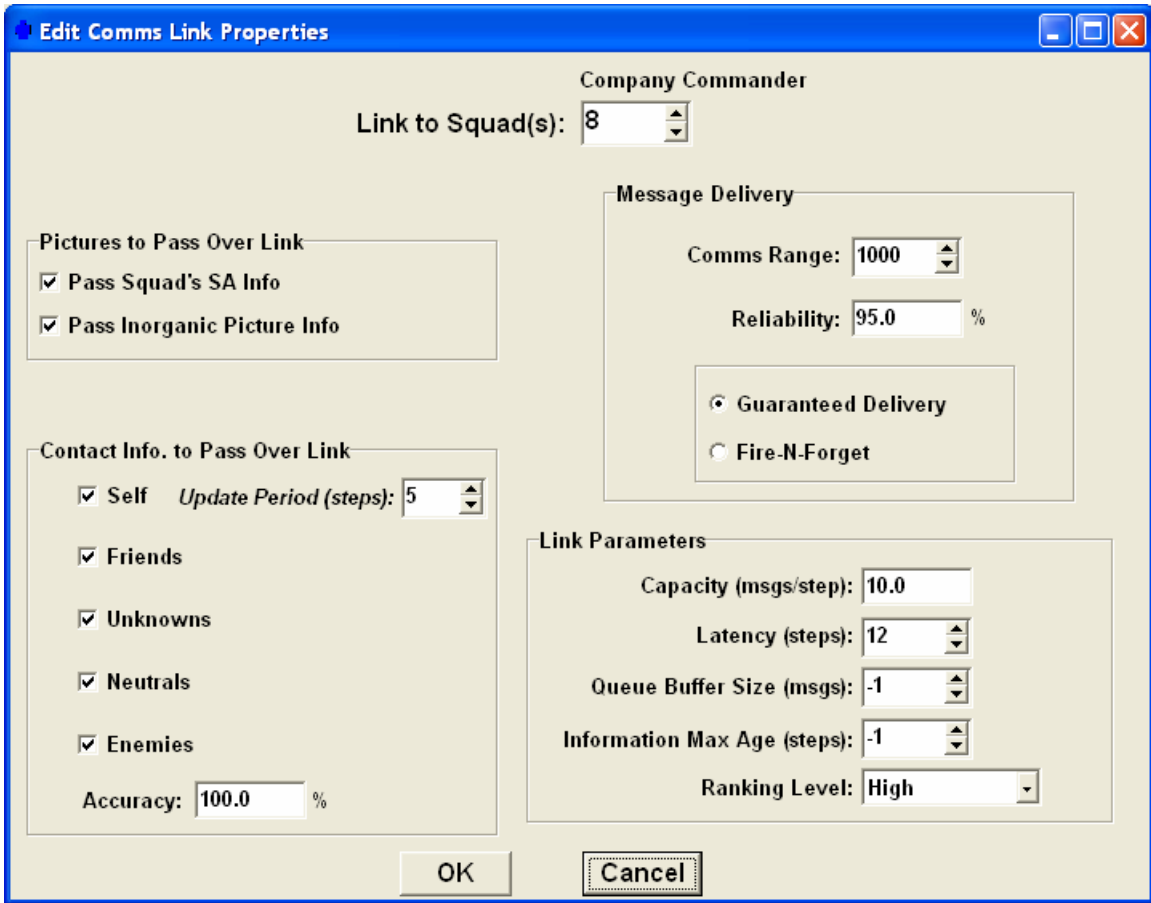 Edit Comms Link Properties
Company Commander
Link to Squad(s): 8
Message Delivery
Comms Range: 1000
Reliability: 95.0 %
Guaranteed Delivery
Fire-N-Forget
Pictures to Pass Over Link
Pass Squad's SA Info
Pass Inorganic Picture Info
Contact Info. to Pass Over Link
Self Update Period (steps): 5
Friends
Unknowns
Neutrals
Enemies
Accuracy: 100.0 %
Link Parameters
Capacity (msgs/step): 10.0
Latency (steps): 12
Queue Buffer Size (msgs): -1
Information Max Age (steps): -1
Ranking Level: High
OK Cancel